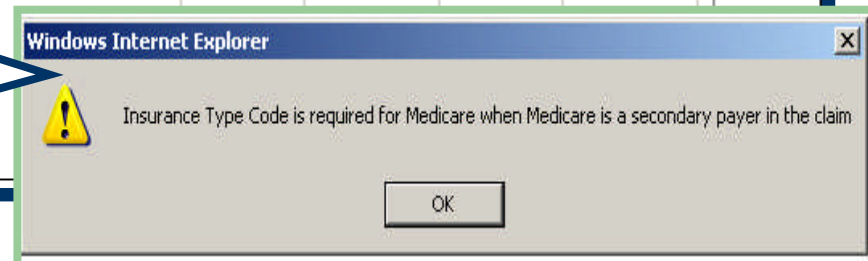 Windows Internet Explorer
Insurance Type Code is required for Medicare when Medicare is a secondary payer in the claim
OK